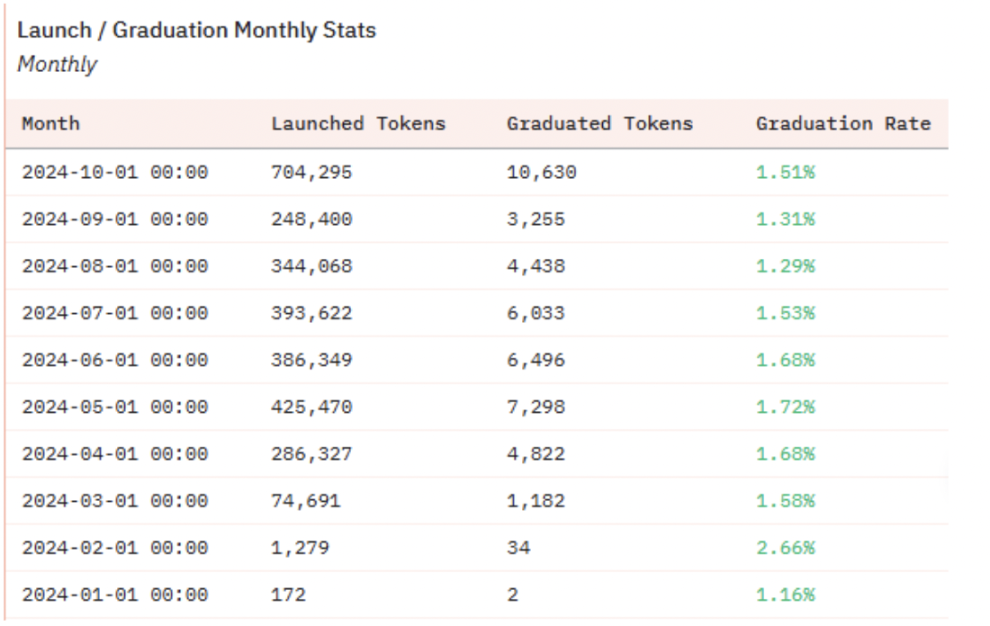 Launch / Graduation Monthly Stats
Monthly
Month Launched Tokens Graduated Tokens Graduation Rate
2024-10-01 00:00 704,295 10,630 1.51%
2024-09-01 00:00 248,400 3,255 1.31%
2024-08-01 00:00 344,068 4,438 1.29%
2024-07-01 00:00 393,622 6,033 1.53%
2024-06-01 00:00 386,349 6,496 1.68%
2024-05-01 00:00 425,470 7,298 1.72%
2024-04-01 00:00 286,327 4,822 1.68%
2024-03-01 00:00 74,691 1,182 1.58%
2024-02-01 00:00 1,279 34 2.66%
2024-01-01 00:00 172 2 1.16%